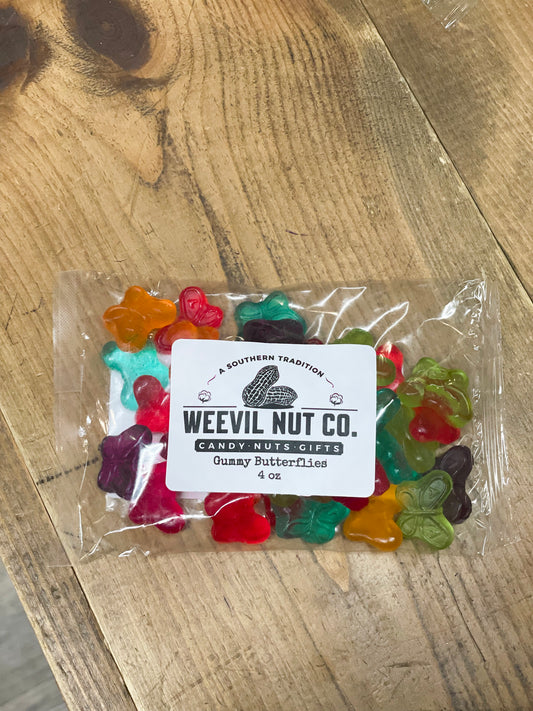 A SOUTHERN TRADITION
WEEVIL NUT CO.
CANDY·NUTS·GIFTS
Gummy Butterflies
4 oz